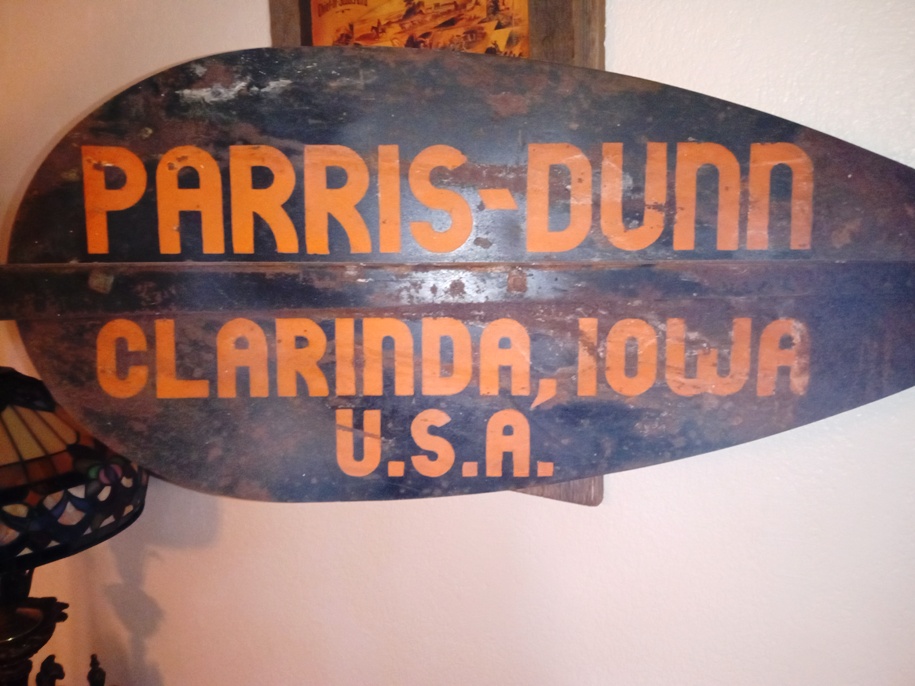 PARRIS-DUNN
CLARINDA, IOWA
U.S.A.